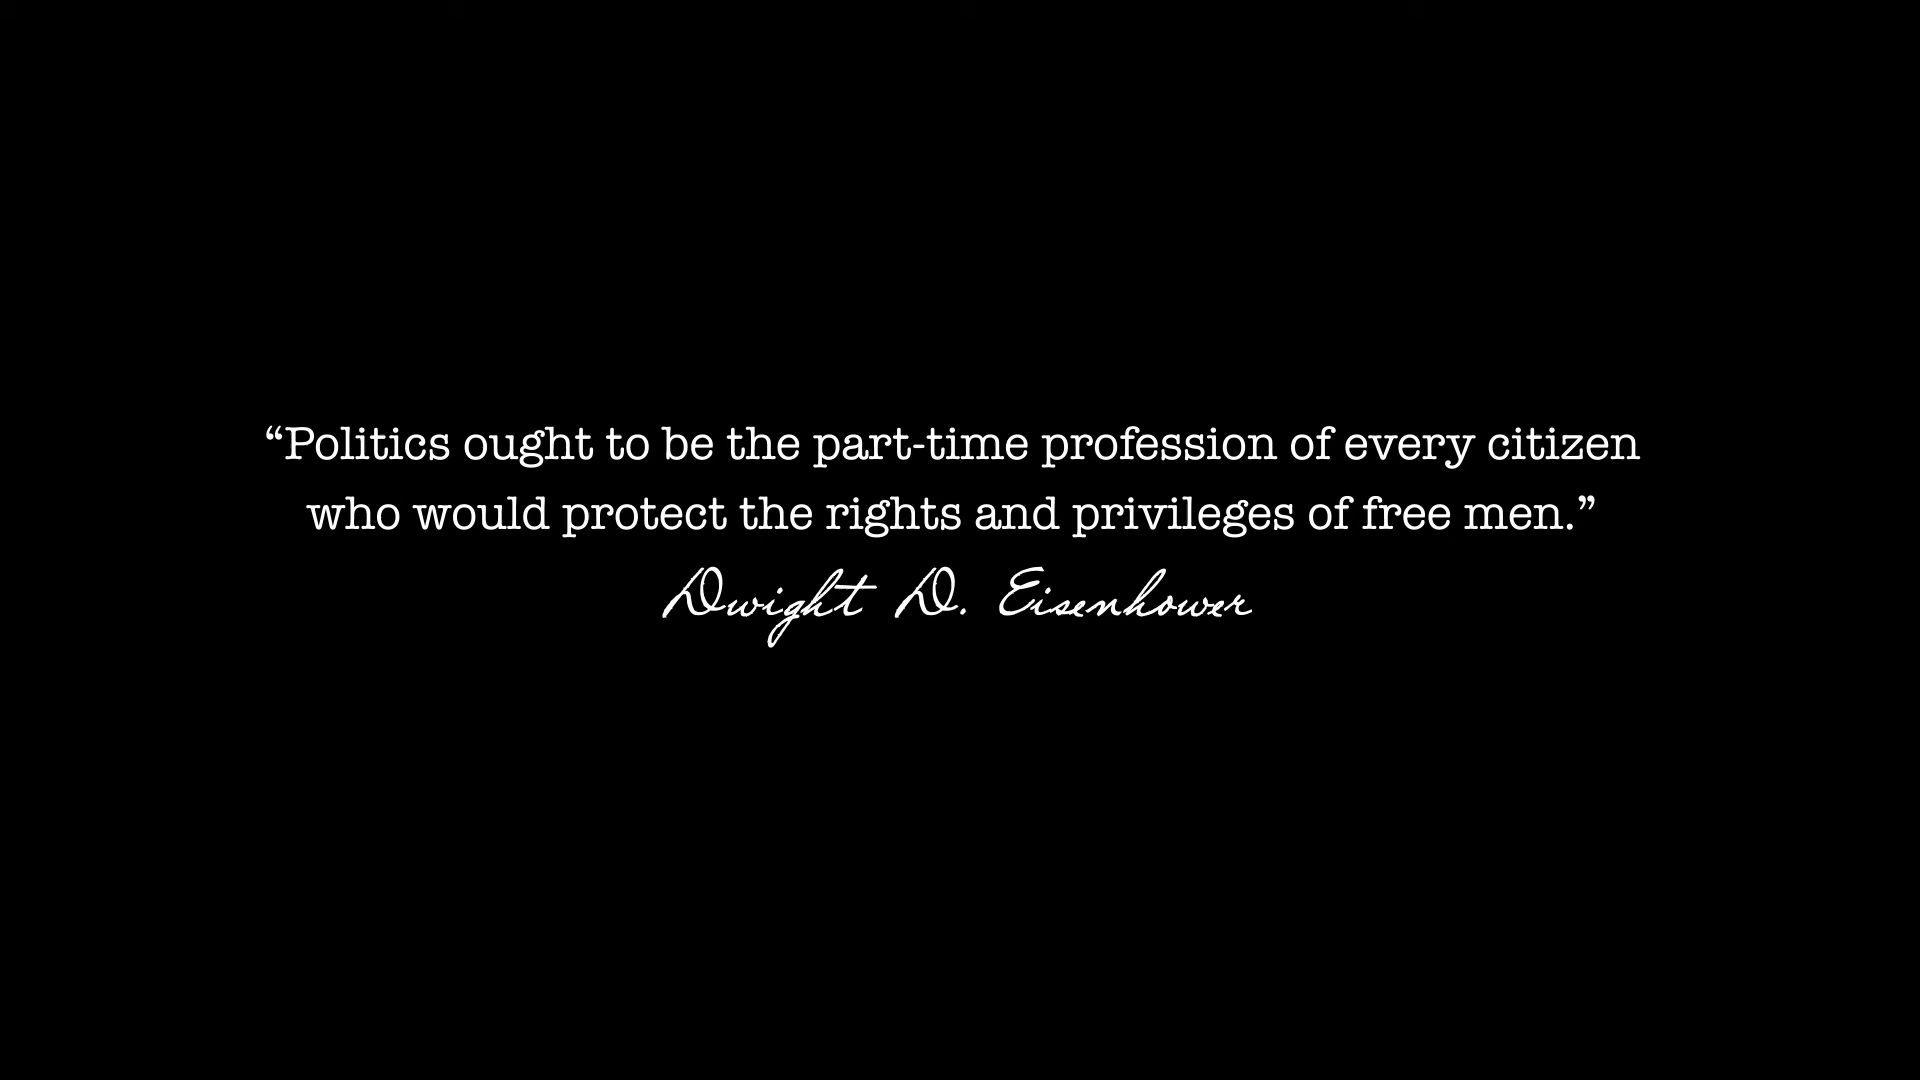 “Politics ought to be the part-time profession of every citizen
who would protect the rights and privileges of free men.”
Dwight D. Eisenhower